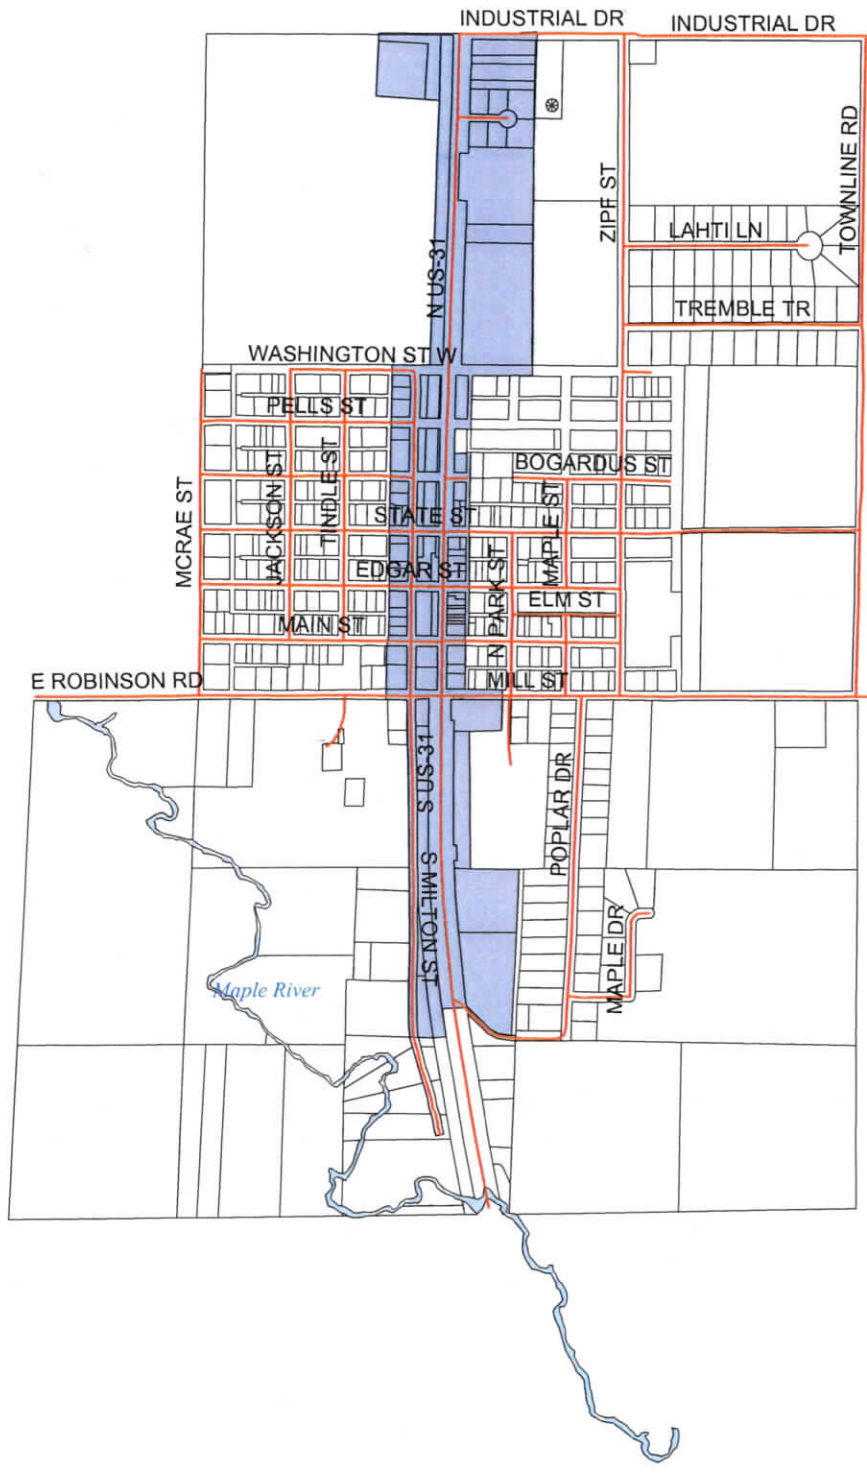 INDUSTRIAL DR
INDUSTRIAL DR
TOWNLINE RD
ZIPF ST
LAHTI LN
N US-31
TREMBLE TR
WASHINGTON ST W
PELLS ST
BOGARDUS ST
MCRAE ST
JACKSON ST
TINDLE ST
STATE ST
MAPLE ST
EDGAR ST
N PARK ST
ELM ST
MAIN ST
E ROBINSON RD
MILL ST
S US-31
POPLAR DR
S MILTON ST
MAPLE DR
Maple River